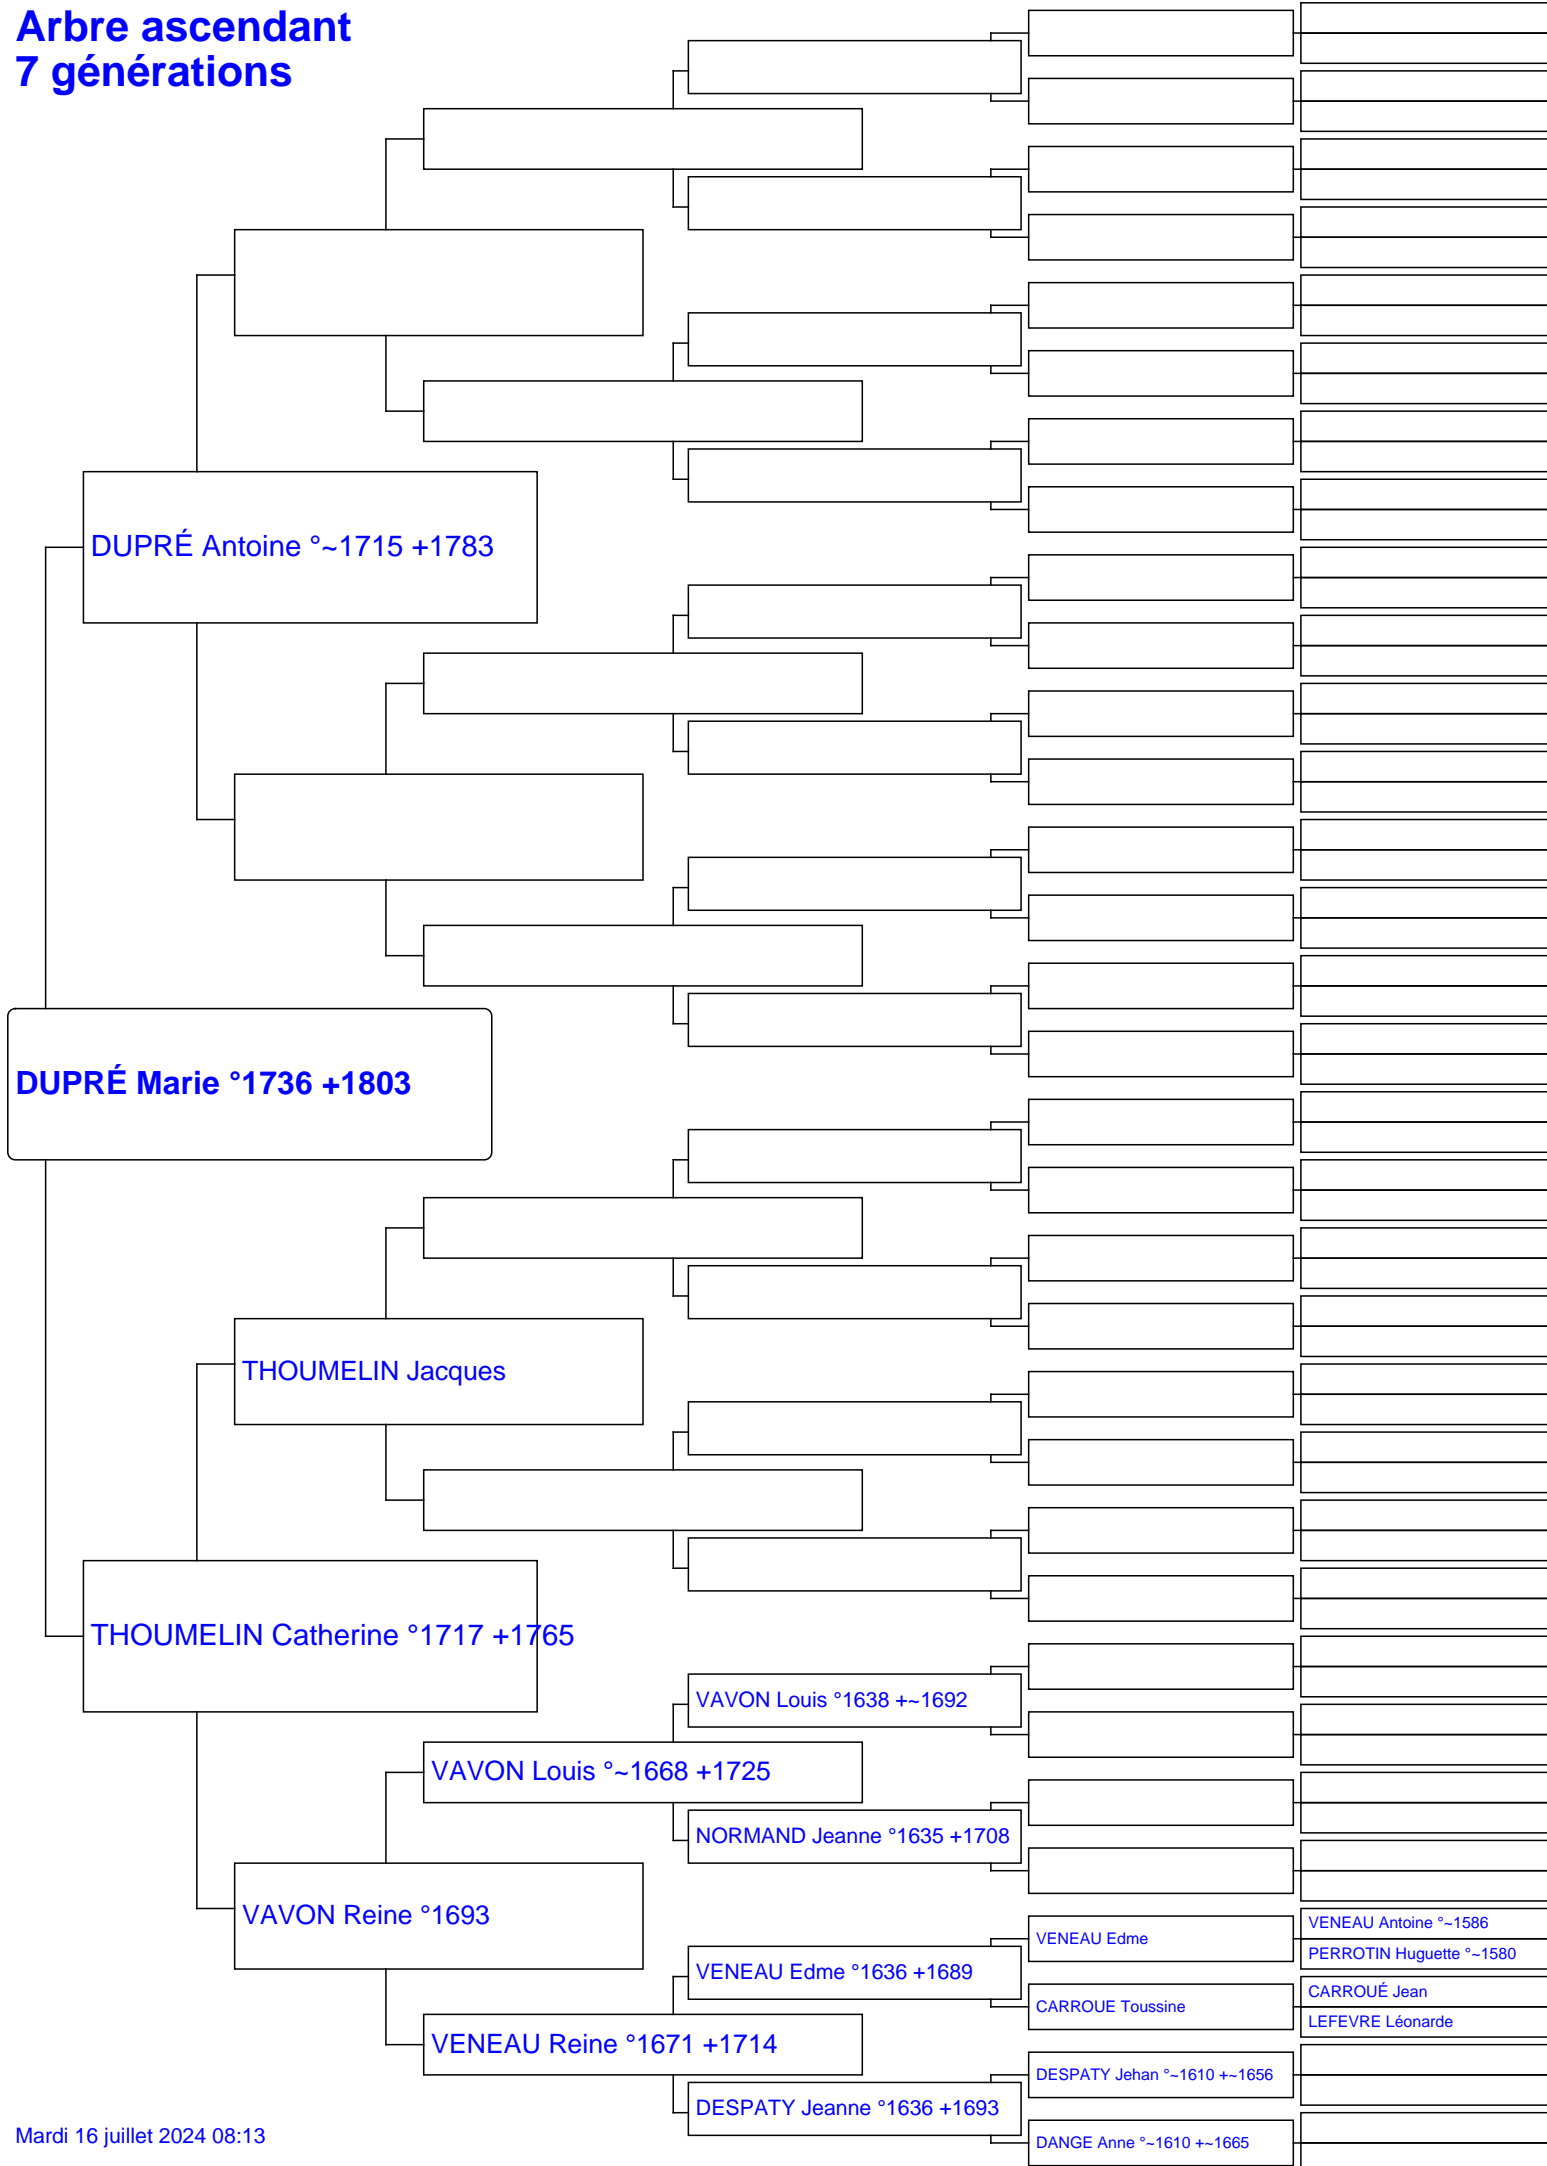 Arbre ascendant
7 générations
DUPRÉ Antoine °~1715 +1783
DUPRÉ Marie °1736 +1803
THOUMELIN Jacques
THOUMELIN Catherine °1717 +1765
VAVON Louis °1638 +~1692
VAVON Louis °~1668 +1725
NORMAND Jeanne °1635 +1708
VAVON Reine °1693
VENEAU Antoine °~1586
VENEAU Edme
PERROTIN Huguette °~1580
VENEAU Edme °1636 +1689
CARROUÉ Jean
CARROUE Toussine
LEFEVRE Léonarde
VENEAU Reine °1671 +1714
DESPATY Jehan °~1610 +~1656
DESPATY Jeanne °1636 +1693
DANGE Anne °~1610 +~1665
Mardi 16 juillet 2024 08:13